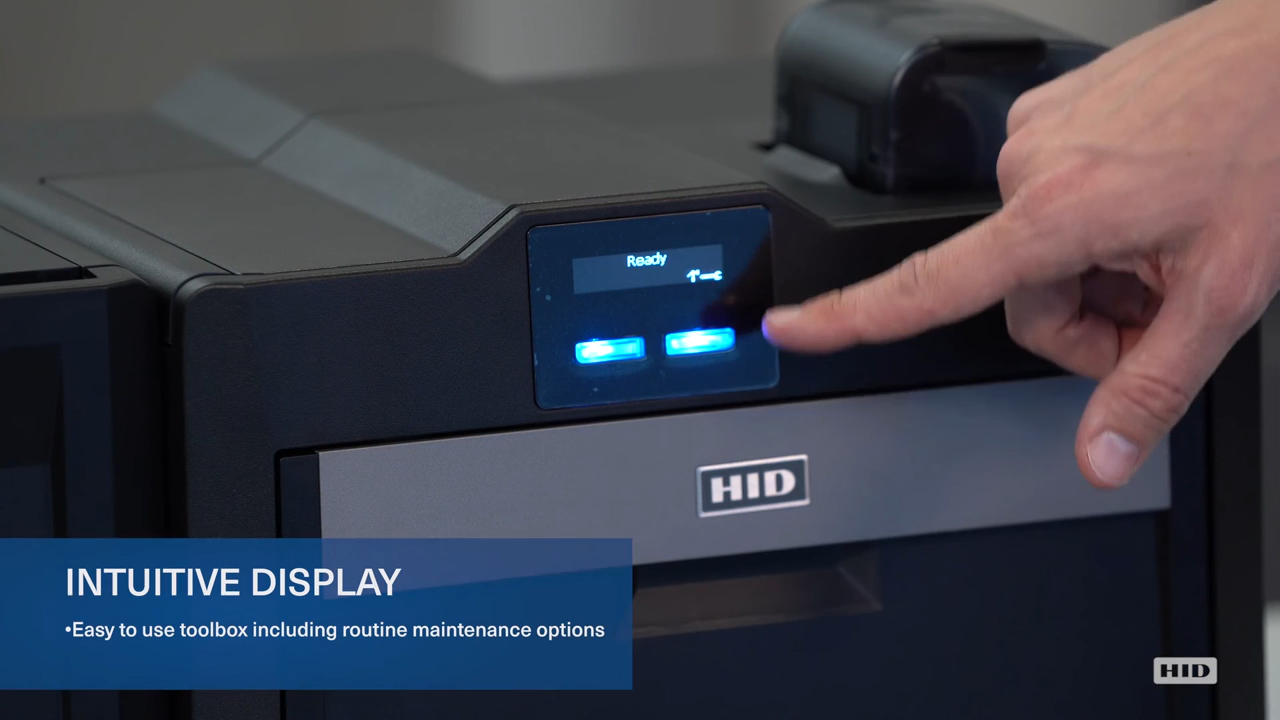 Ready
HID
INTUITIVE DISPLAY
•Easy to use toolbox including routine maintenance options
HID